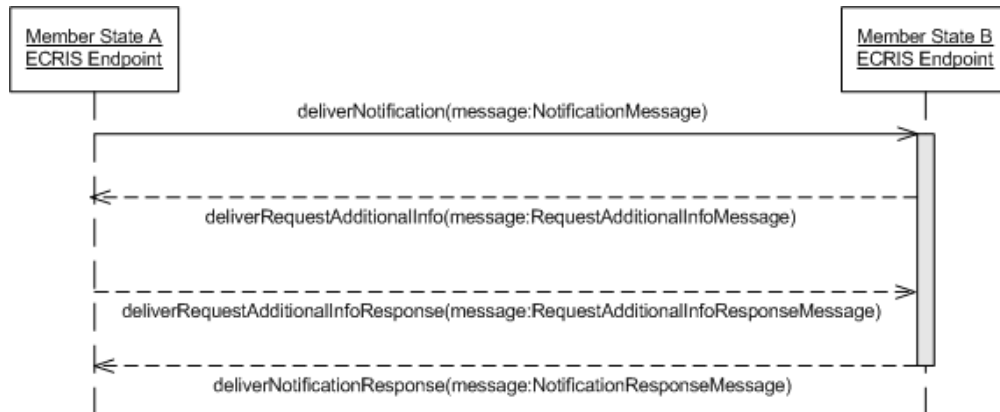 Member State A
ECRIS Endpoint
Member State B
ECRIS Endpoint
deliverNotification(message:NotificationMessage)
deliverRequestAdditionalInfo(message:RequestAdditionalInfoMessage)
deliverRequestAdditionalInfoResponse(message:RequestAdditionalInfoResponseMessage)
deliverNotificationResponse(message:NotificationResponseMessage)